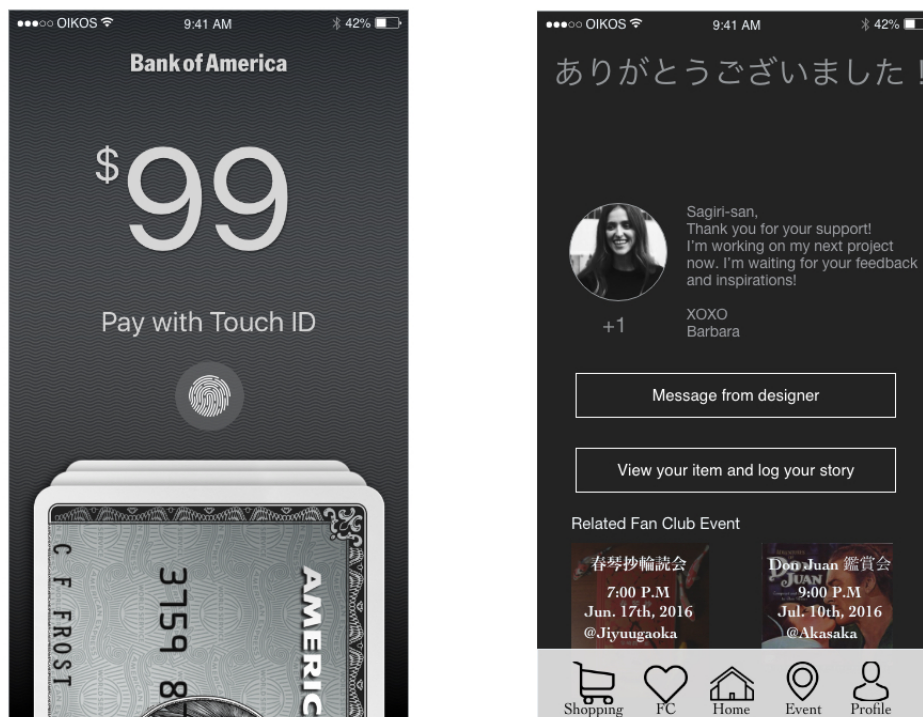 OIKOS
9:41 AM
42%
Bank of America
$99
Pay with Touch ID
C F FROST
3759 8
AMERIC
OIKOS
9:41 AM
42%
ありがとうございました！
Sagiri-san,
Thank you for your support!
I'm working on my next project
now. I'm waiting for your feedback
and inspirations!
XOXO
Barbara
+1
Message from designer
View your item and log your story
Related Fan Club Event
春琴抄輪読会
7:00 P.M
Jun. 17th, 2016
@Jiyuugaoka
Don Juan 鑑賞会
DON JUAN
9:00 P.M
Jul. 10th, 2016
@Akasaka
Shopping
FC
Home
Event
Profile